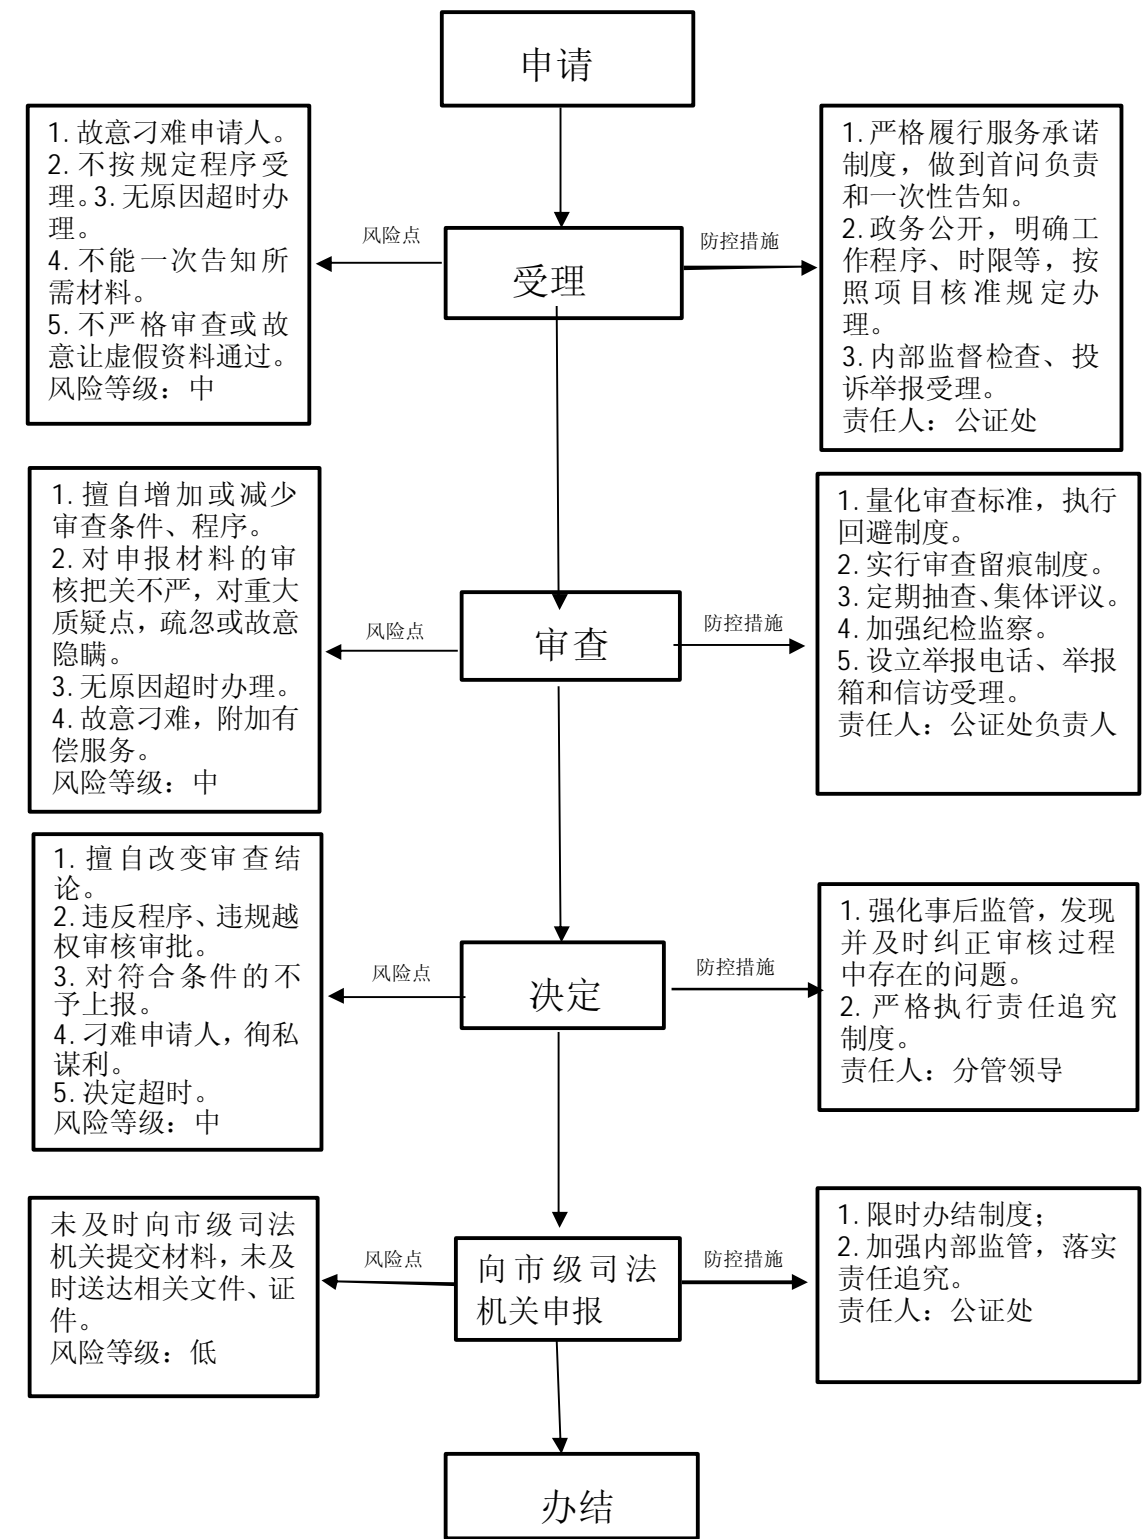 申请
1.故意刁难申请人。
2.不按规定程序受
理。3.无原因超时办
理。
4.不能一次告知所
需材料。
5.不严格审查或故
意让虚假资料通过。
风险等级：中
风险点
受理
防控措施
1.严格履行服务承诺
制度，做到首问负责
和一次性告知。
2.政务公开，明确工
作程序、时限等，按
照项目核准规定办
理。
3.内部监督检查、投
诉举报受理。
责任人：公证处
1.擅自增加或减少
审查条件、程序。
2.对申报材料的审
核把关不严，对重大
质疑点，疏忽或故意
隐瞒。
3.无原因超时办理。
4.故意刁难，附加有
偿服务。
风险等级：中
风险点
审查
防控措施
1.量化审查标准，执行
回避制度。
2.实行审查留痕制度。
3.定期抽查、集体评议。
4.加强纪检监察。
5.设立举报电话、举报
箱和信访受理。
责任人：公证处负责人
1.擅自改变审查结
论。
2.违反程序、违规越
权审核审批。
3.对符合条件的不
予上报。
4.刁难申请人，徇私
谋利。
5.决定超时。
风险等级：中
风险点
决定
防控措施
1.强化事后监管，发现
并及时纠正审核过程
中存在的问题。
2.严格执行责任追究
制度。
责任人：分管领导
未及时向市级司法
机关提交材料，未及
时送达相关文件、证
件。
风险等级：低
风险点
向市级司法
机关申报
防控措施
1.限时办结制度；
2.加强内部监管，落实
责任追究。
责任人：公证处
办结